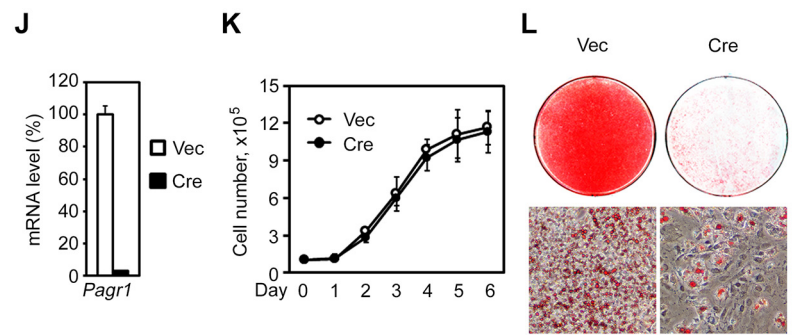 J
120
100
80
60
40
20
0
mRNA level (%)
Vec
Cre
Pagr1
K
15
12
9
6
3
0
Cell number, x10⁵
Vec
Cre
Day 0 1 2 3 4 5 6
L
Vec Cre